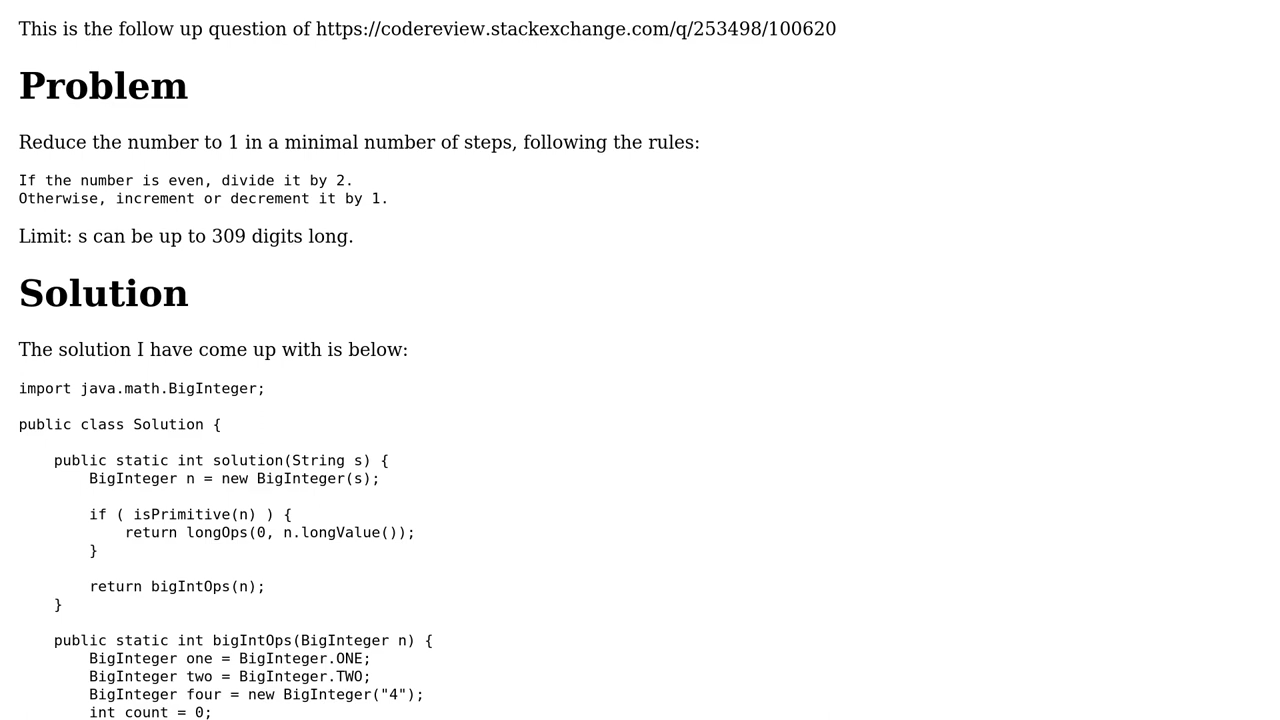 This is the follow up question of https://codereview.stackexchange.com/q/253498/100620
Problem
Reduce the number to 1 in a minimal number of steps, following the rules:
If the number is even, divide it by 2.
Otherwise, increment or decrement it by 1.
Limit: s can be up to 309 digits long.
Solution
The solution I have come up with is below:
import java.math.BigInteger;
public class Solution {
    public static int solution(String s) {
        BigInteger n = new BigInteger(s);
        if ( isPrimitive(n) ) {
            return longOps(0, n.longValue());
        }
        return bigIntOps(n);
    }
    public static int bigIntOps(BigInteger n) {
        BigInteger one = BigInteger.ONE;
        BigInteger two = BigInteger.TWO;
        BigInteger four = new BigInteger("4");
        int count = 0;